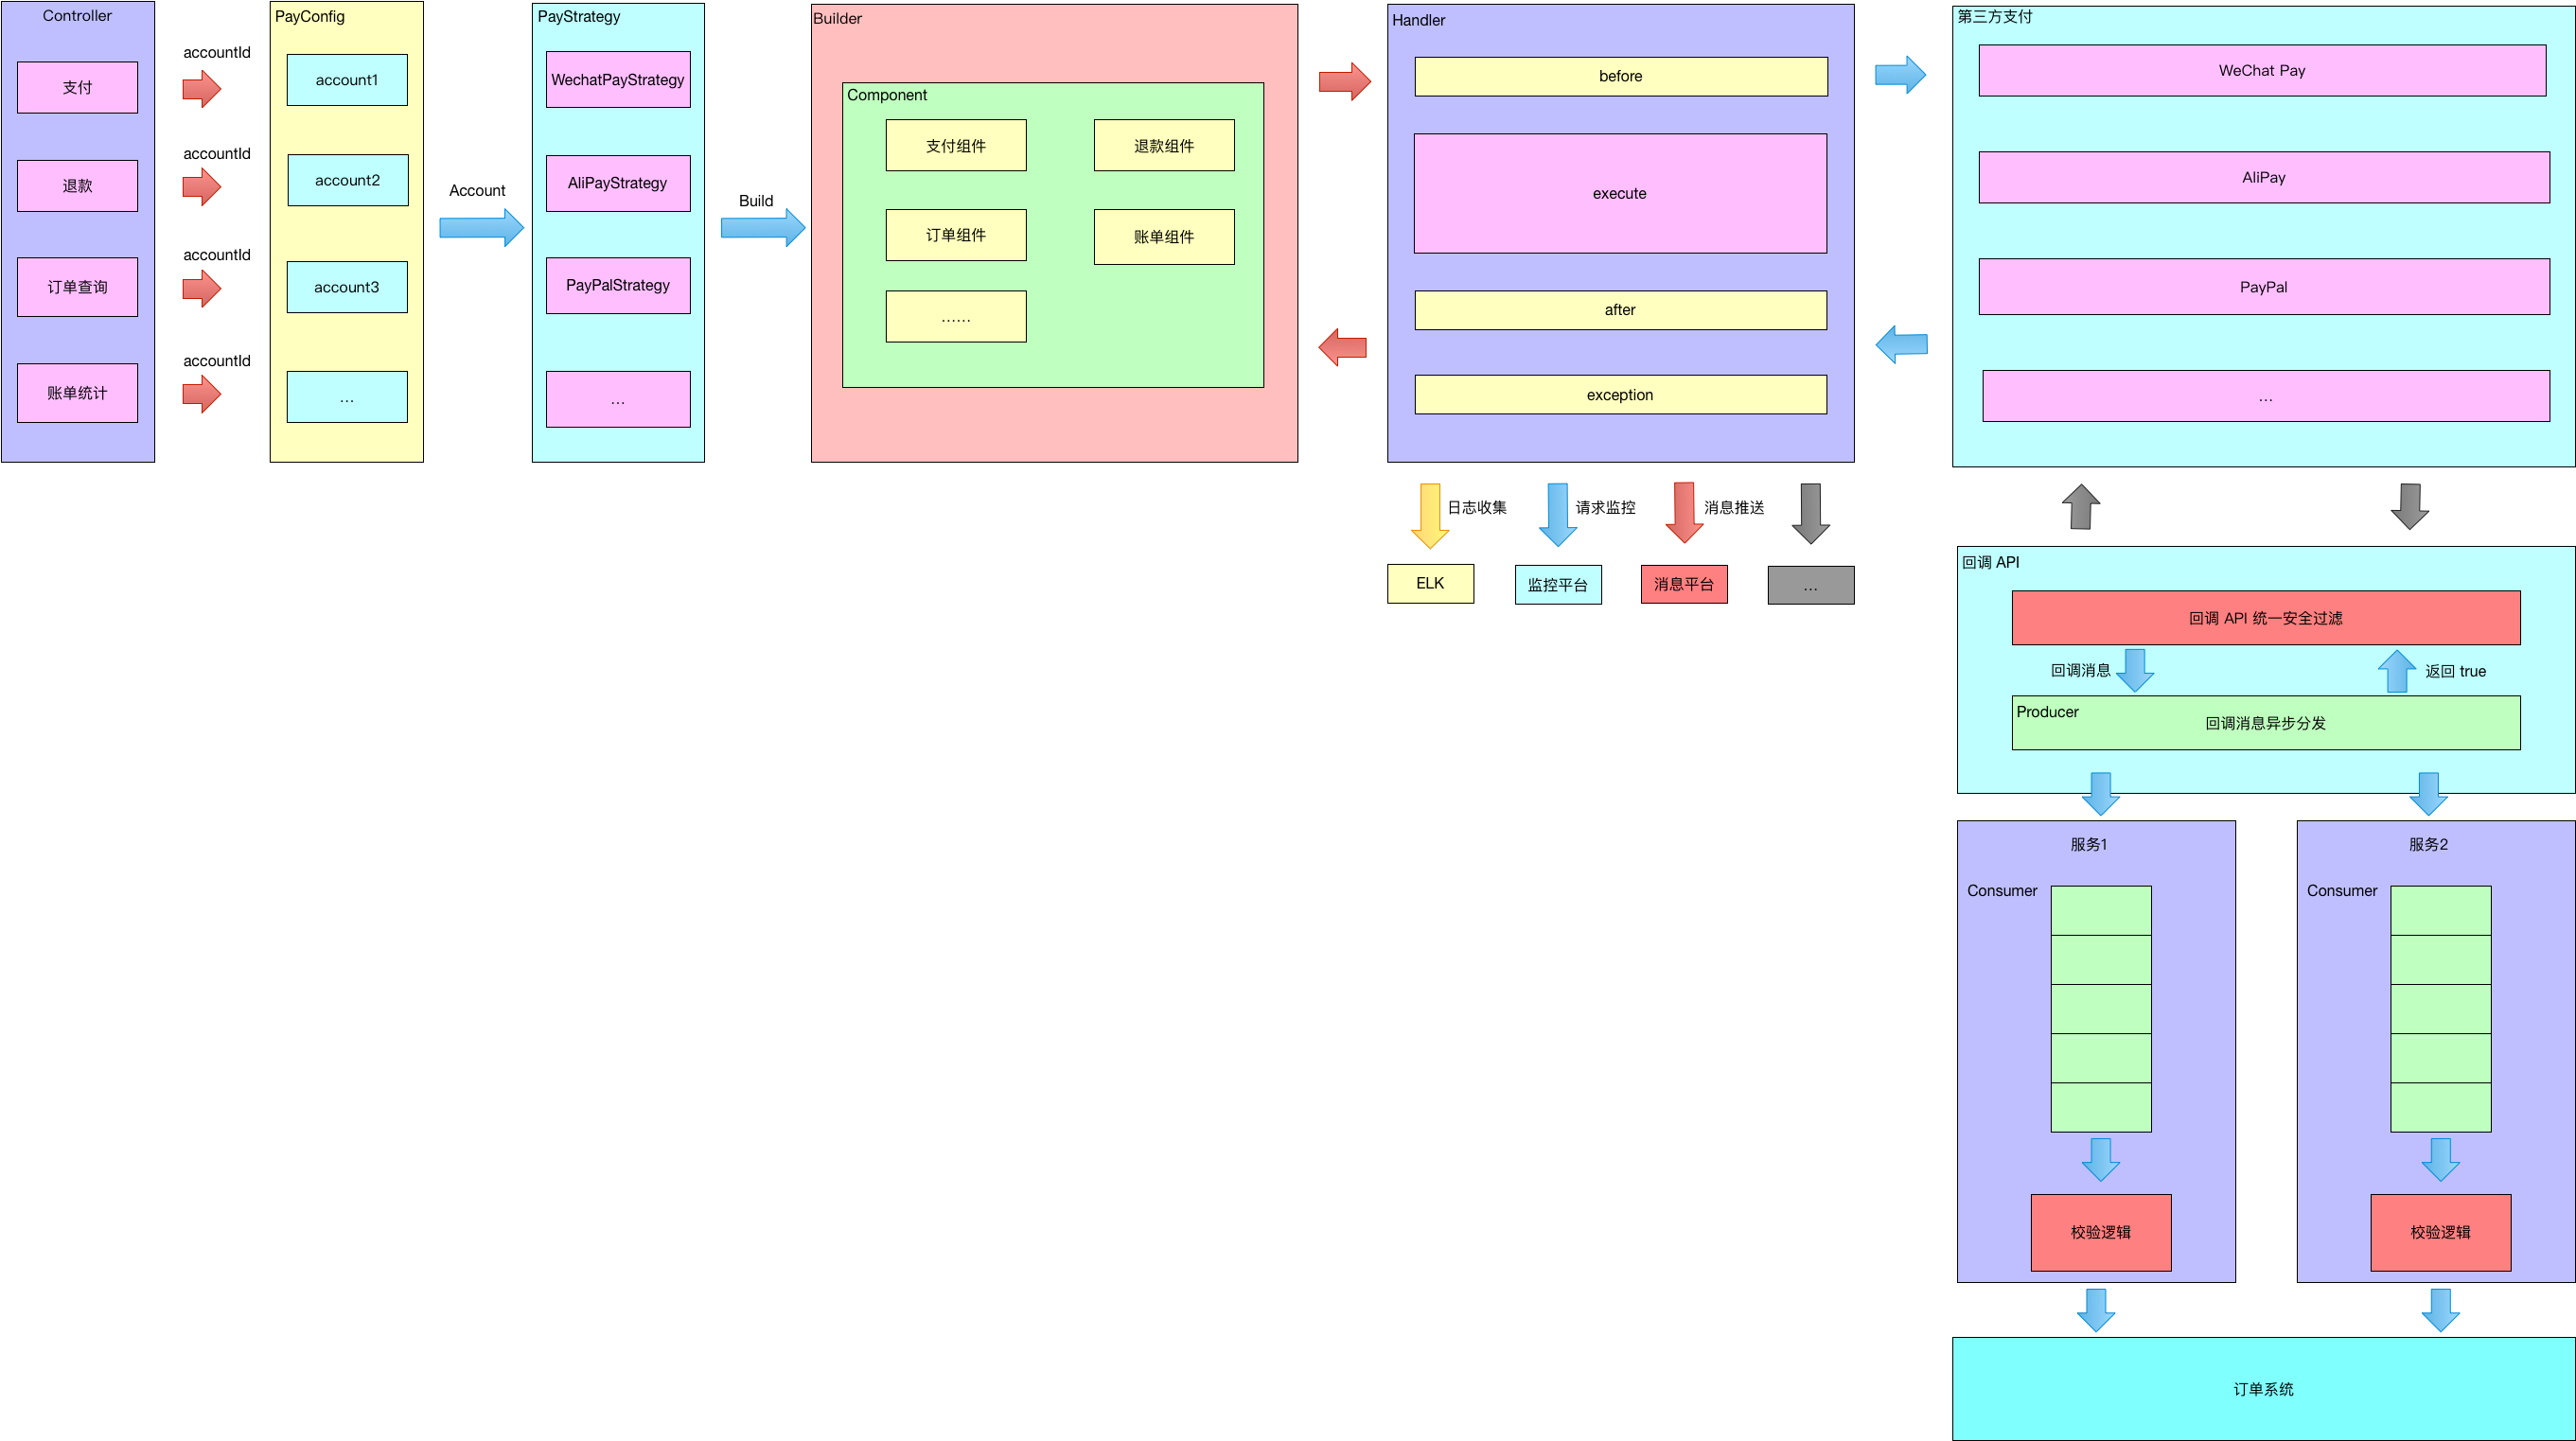 Controller
支付
退款
订单查询
账单统计
accountId
accountId
accountId
accountId
PayConfig
account1
account2
account3
...
Account
PayStrategy
WechatPayStrategy
AliPayStrategy
PayPalStrategy
...
Build
Builder
Component
支付组件
退款组件
订单组件
账单组件
......
Handler
before
execute
after
exception
日志收集
请求监控
消息推送
ELK
监控平台
消息平台
...
第三方支付
WeChat Pay
AliPay
PayPal
...
回调 API
回调 API 统一安全过滤
回调消息
返回 true
Producer
回调消息异步分发
服务1
Consumer
校验逻辑
服务2
Consumer
校验逻辑
订单系统